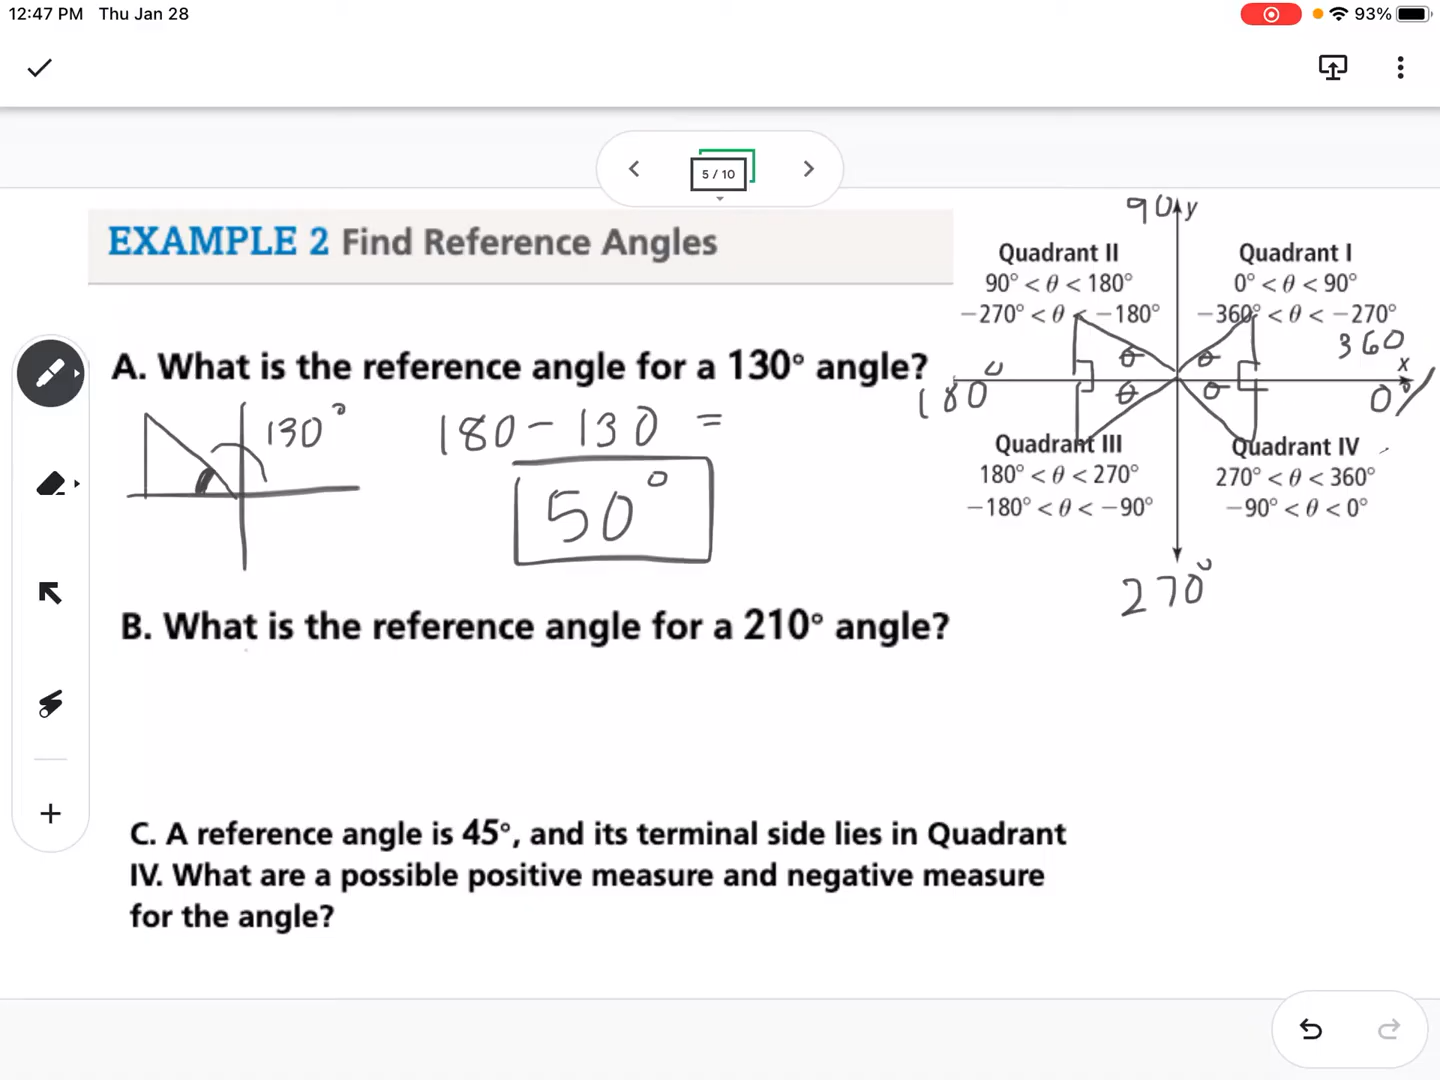 12:47 PM Thu Jan 28
93%
5 / 10
EXAMPLE 2 Find Reference Angles
90 y
Quadrant II
90° < θ < 180°
−270° < θ < −180°
Quadrant I
0° < θ < 90°
−360° < θ < −270°
360
x
θ θ
θ θ
180°
0°
A. What is the reference angle for a 130° angle?
130°
180 − 130 =
50°
Quadrant III
180° < θ < 270°
−180° < θ < −90°
Quadrant IV
270° < θ < 360°
−90° < θ < 0°
270°
B. What is the reference angle for a 210° angle?
C. A reference angle is 45°, and its terminal side lies in Quadrant
IV. What are a possible positive measure and negative measure
for the angle?